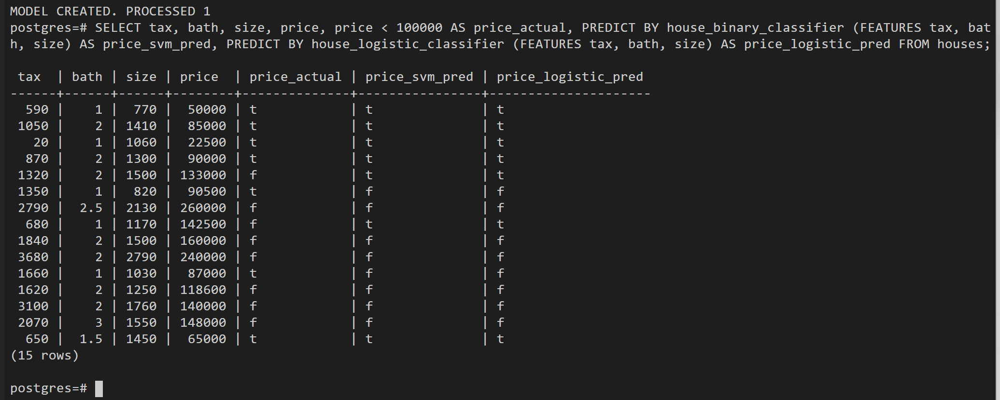 MODEL CREATED. PROCESSED 1
postgres=# SELECT tax, bath, size, price, price < 100000 AS price_actual, PREDICT BY house_binary_classifier (FEATURES tax, bat
h, size) AS price_svm_pred, PREDICT BY house_logistic_classifier (FEATURES tax, bath, size) AS price_logistic_pred FROM houses;

 tax  | bath | size | price  | price_actual | price_svm_pred | price_logistic_pred
------+------+------+--------+--------------+----------------+---------------------
  590 |    1 |  770 |  50000 | t            | t              | t
 1050 |    2 | 1410 |  85000 | t            | t              | t
   20 |    1 | 1060 |  22500 | t            | t              | t
  870 |    2 | 1300 |  90000 | t            | t              | t
 1320 |    2 | 1500 | 133000 | f            | t              | t
 1350 |    1 |  820 |  90500 | t            | f              | f
 2790 |  2.5 | 2130 | 260000 | f            | f              | f
  680 |    1 | 1170 | 142500 | f            | t              | t
 1840 |    2 | 1500 | 160000 | f            | f              | f
 3680 |    2 | 2790 | 240000 | f            | f              | f
 1660 |    1 | 1030 |  87000 | t            | f              | f
 1620 |    2 | 1250 | 118600 | f            | f              | f
 3100 |    2 | 1760 | 140000 | f            | f              | f
 2070 |    3 | 1550 | 148000 | f            | f              | f
  650 |  1.5 | 1450 |  65000 | t            | t              | t
(15 rows)

postgres=#